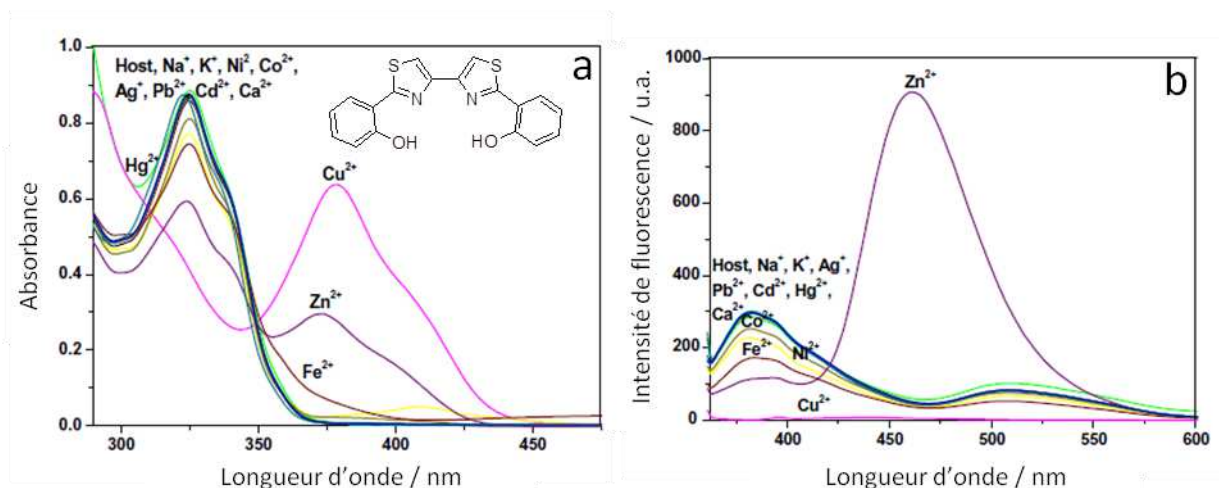 a
Host, Na⁺, K⁺, Ni², Co²⁺,
Ag⁺, Pb²⁺, Cd²⁺, Ca²⁺
S
S
N
N
OH
HO
Hg²⁺
Cu²⁺
Zn²⁺
Fe²⁺
Absorbance
1.0
0.8
0.6
0.4
0.2
0.0
300
350
400
450
Longueur d'onde / nm
b
Zn²⁺
Host, Na⁺, K⁺, Ag⁺,
Pb²⁺, Cd²⁺, Hg²⁺,
Ca²⁺
Co²⁺
Fe²⁺
Ni²⁺
Cu²⁺
Intensité de fluorescence / u.a.
1000
800
600
400
200
0
400
450
500
550
600
Longueur d'onde / nm